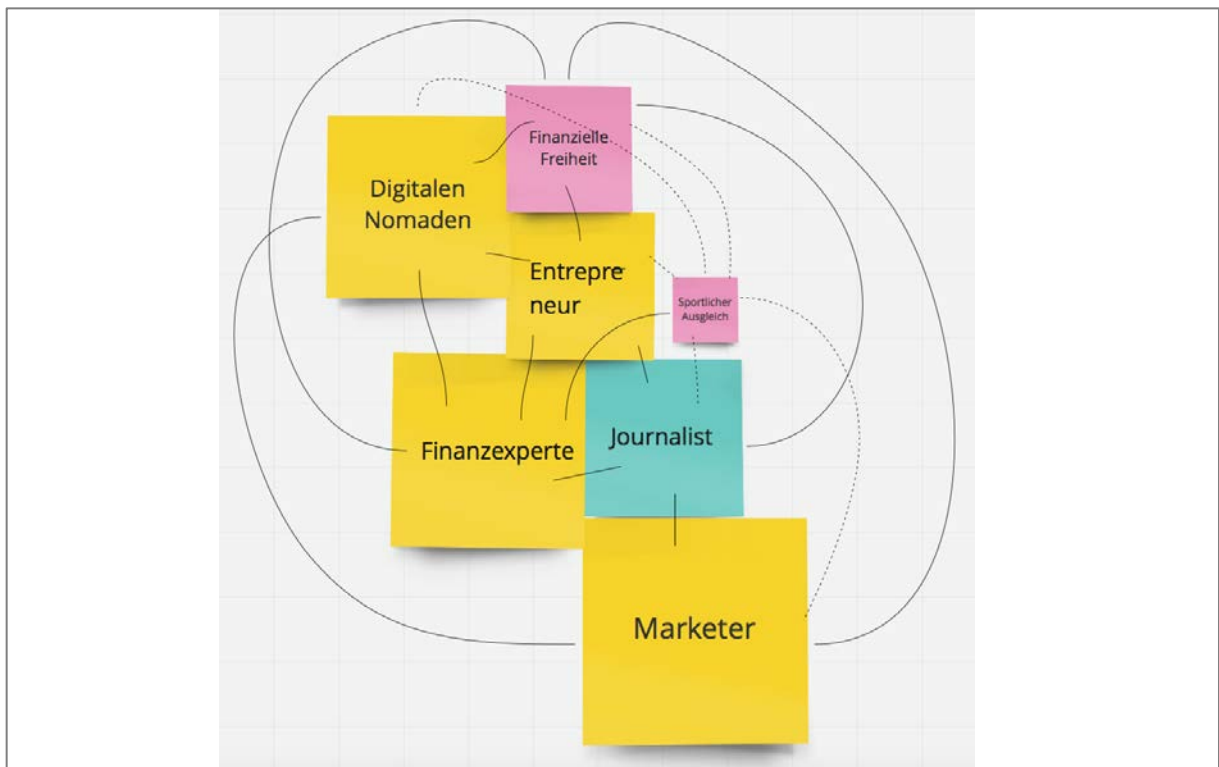 Finanzielle
Freiheit
Digitalen
Nomaden
Entrepre
neur
Sportlicher
Ausgleich
Journalist
Finanzexperte
Marketer